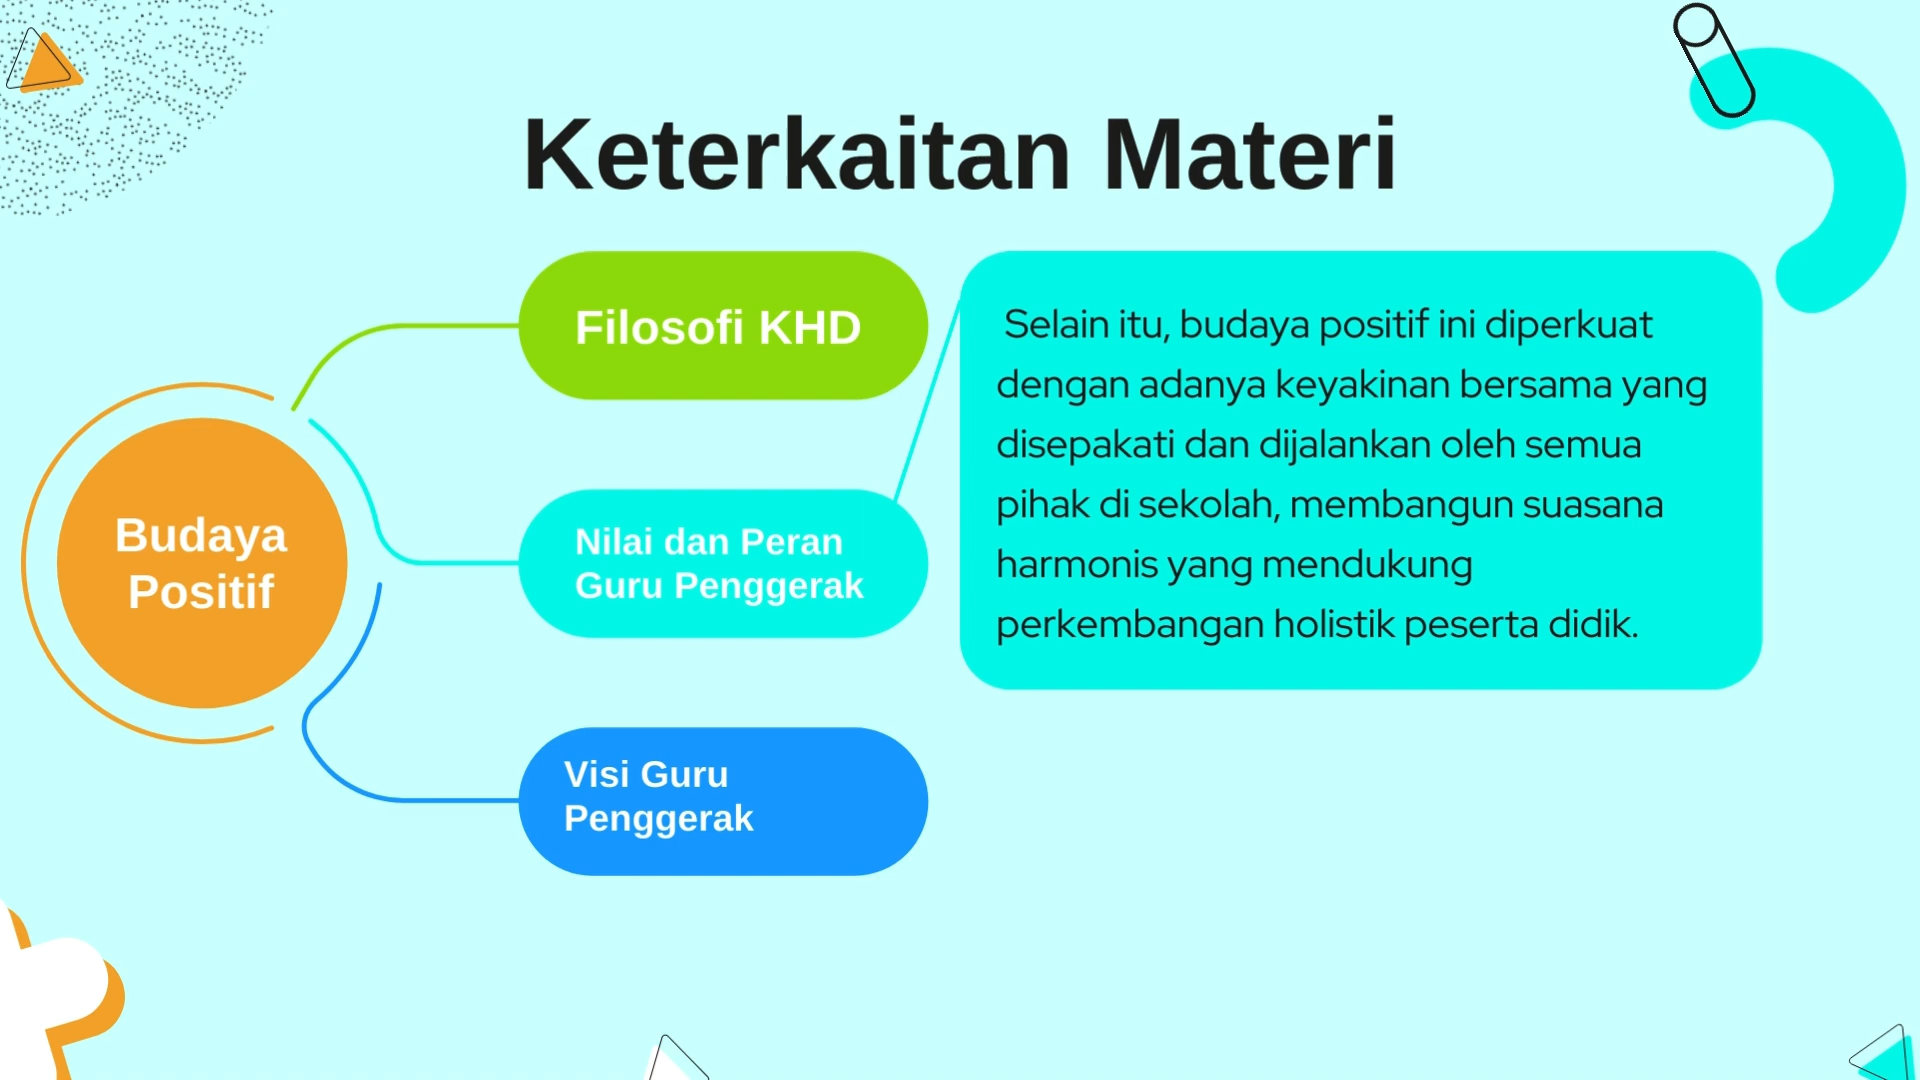 Keterkaitan Materi
Budaya
Positif
Filosofi KHD
Nilai dan Peran
Guru Penggerak
Visi Guru
Penggerak
Selain itu, budaya positif ini diperkuat
dengan adanya keyakinan bersama yang
disepakati dan dijalankan oleh semua
pihak di sekolah, membangun suasana
harmonis yang mendukung
perkembangan holistik peserta didik.